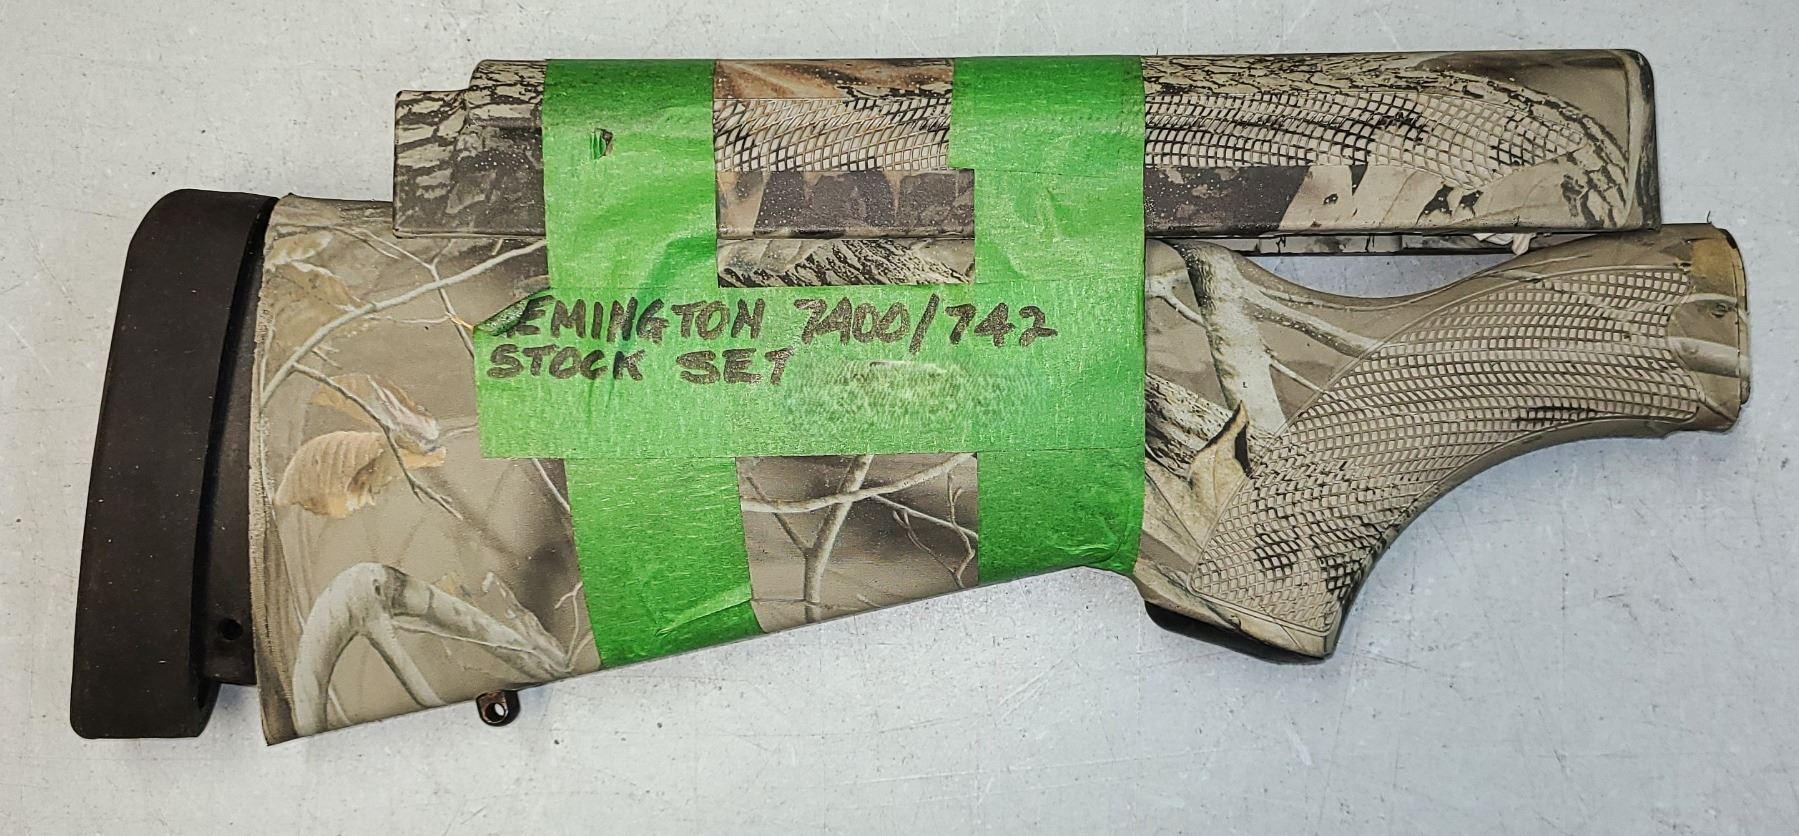 EMINGTON 7400/742
STOCK SET